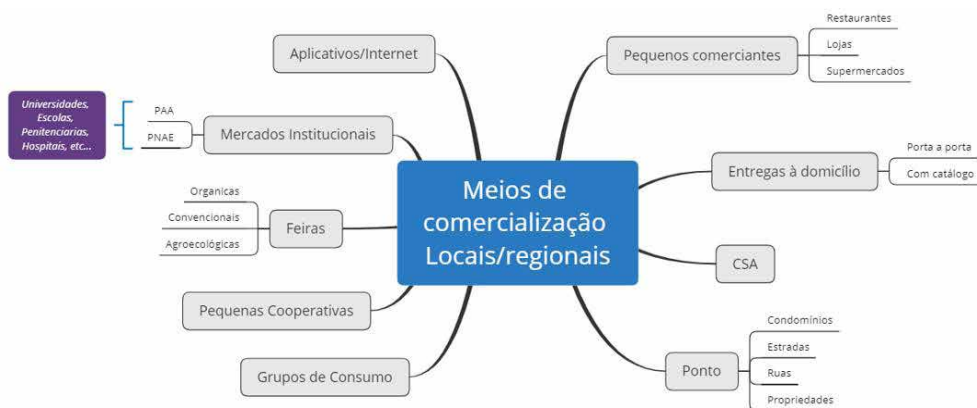 Meios de
comercialização
Locais/regionais
Aplicativos/Internet
Mercados Institucionais
PAA
PNAE
Universidades,
Escolas,
Penitenciarias,
Hospitais, etc...
Feiras
Organicas
Convencionais
Agroecológicas
Pequenas Cooperativas
Grupos de Consumo
Pequenos comerciantes
Restaurantes
Lojas
Supermercados
Entregas à domicílio
Porta a porta
Com catálogo
CSA
Ponto
Condomínios
Estradas
Ruas
Propriedades